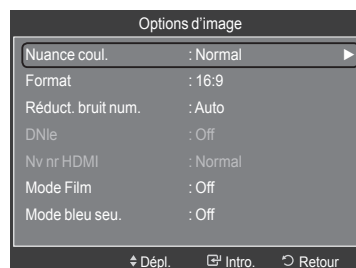 Options d'image
Nuance coul. : Normal
Format : 16:9
Réduct. bruit num. : Auto
DNIe : Off
Nv nr HDMI : Normal
Mode Film : Off
Mode bleu seu. : Off
Dépl. Intro. Retour